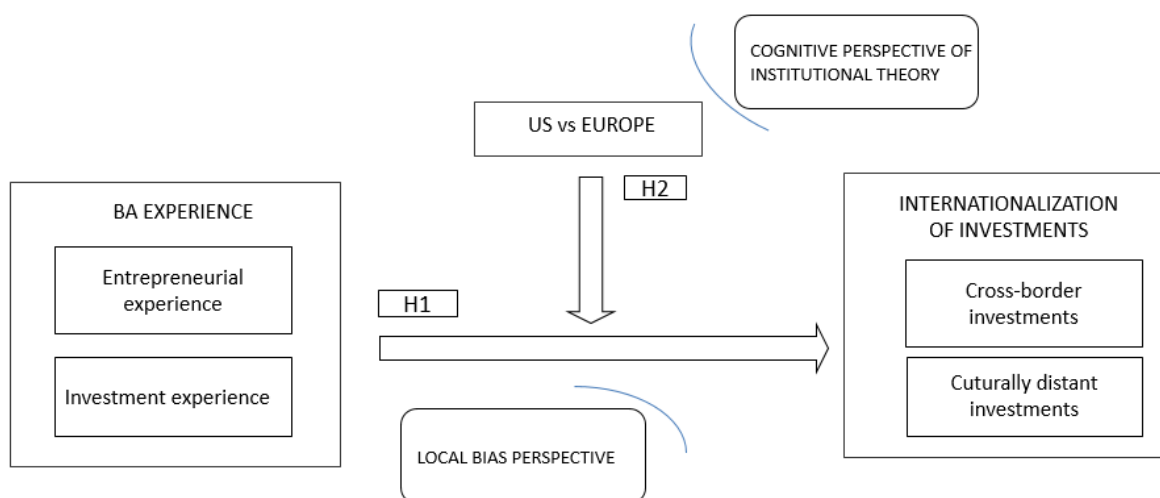 COGNITIVE PERSPECTIVE OF
INSTITUTIONAL THEORY
US vs EUROPE
H2
BA EXPERIENCE
Entrepreneurial
experience
Investment experience
H1
LOCAL BIAS PERSPECTIVE
INTERNATIONALIZATION
OF INVESTMENTS
Cross-border
investments
Cuturally distant
investments